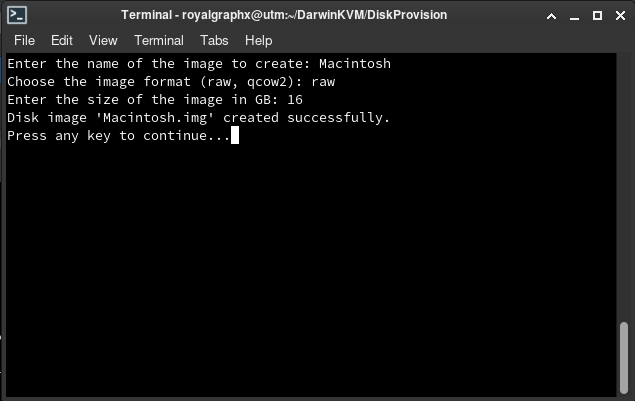 Terminal - royalgraphx@utm:~/DarwinKVM/DiskProvision
File Edit View Terminal Tabs Help
Enter the name of the image to create: Macintosh
Choose the image format (raw, qcow2): raw
Enter the size of the image in GB: 16
Disk image 'Macintosh.img' created successfully.
Press any key to continue...